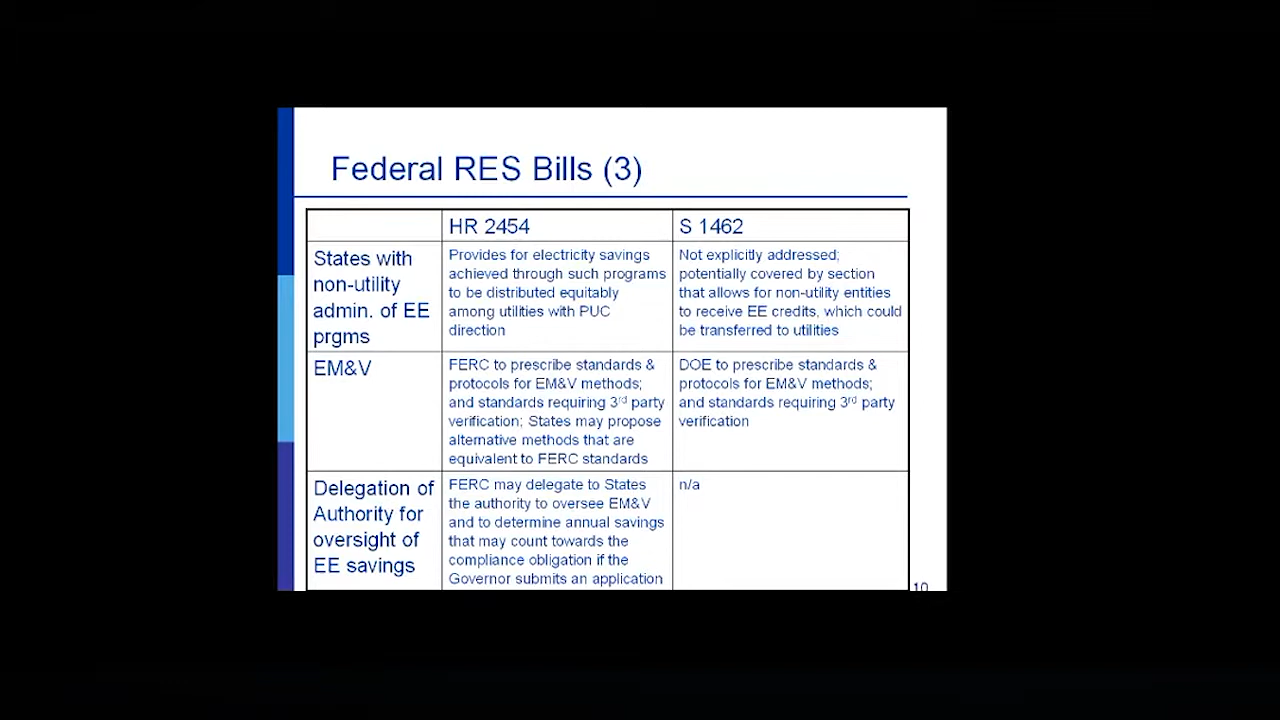 Federal RES Bills (3)
HR 2454
S 1462
States with
non-utility
admin. of EE
prgms
Provides for electricity savings
achieved through such programs
to be distributed equitably
among utilities with PUC
direction
Not explicitly addressed;
potentially covered by section
that allows for non-utility entities
to receive EE credits, which could
be transferred to utilities
EM&V
FERC to prescribe standards &
protocols for EM&V methods;
and standards requiring 3rd party
verification; States may propose
alternative methods that are
equivalent to FERC standards
DOE to prescribe standards &
protocols for EM&V methods;
and standards requiring 3rd party
verification
Delegation of
Authority for
oversight of
EE savings
FERC may delegate to States
the authority to oversee EM&V
and to determine annual savings
that may count towards the
compliance obligation if the
Governor submits an application
n/a
10